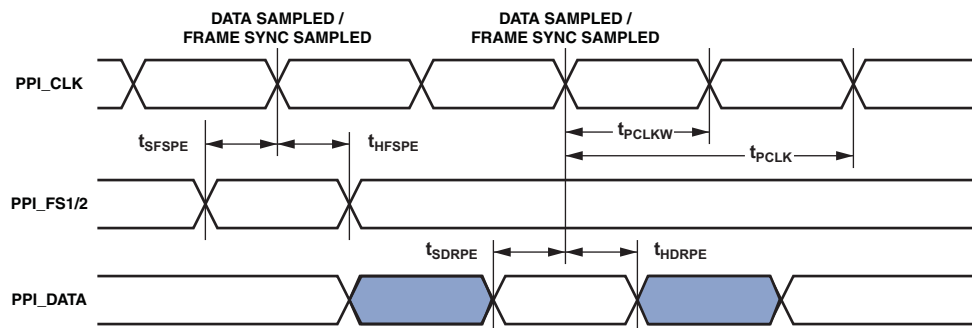 DATA SAMPLED /
FRAME SYNC SAMPLED
DATA SAMPLED /
FRAME SYNC SAMPLED
PPI_CLK
tSFSPE
tHFSPE
tPCLKW
tPCLK
PPI_FS1/2
tSDRPE
tHDRPE
PPI_DATA